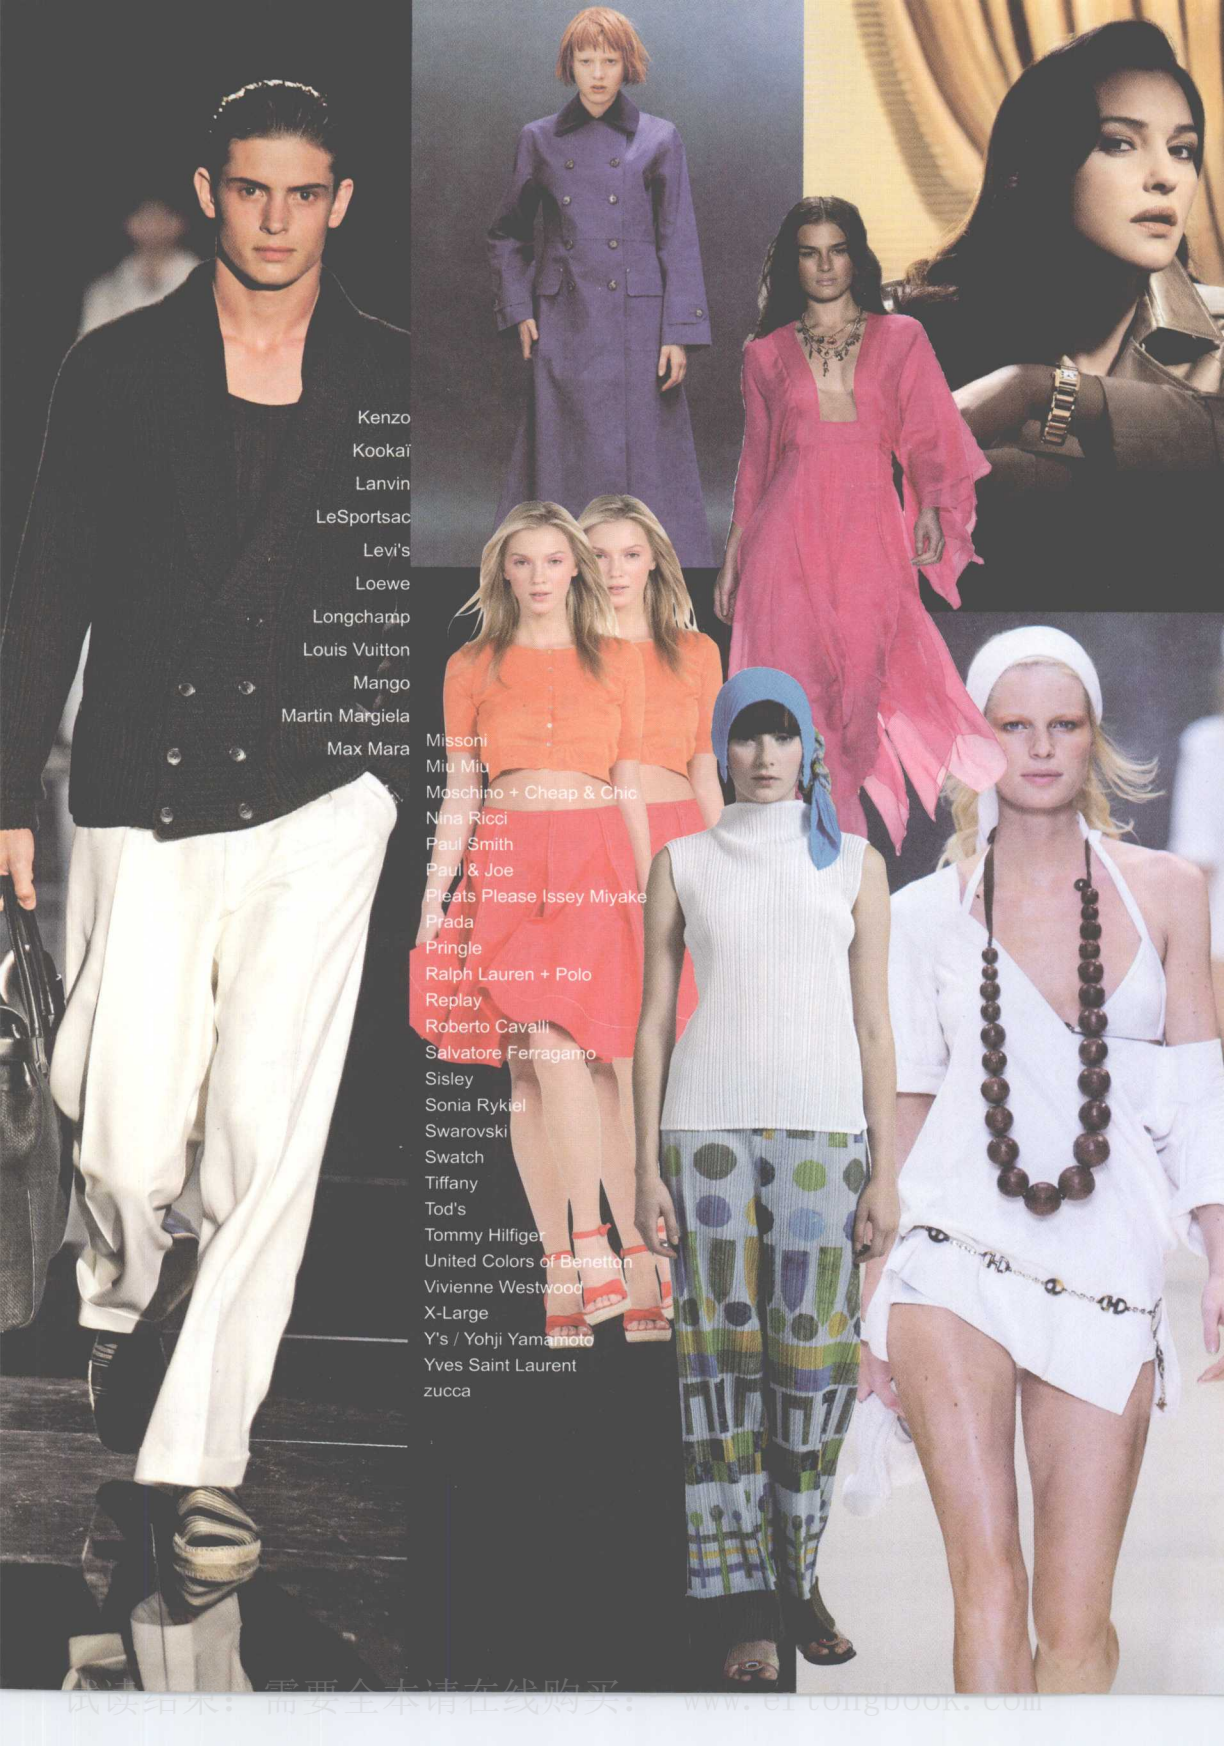 Kenzo
Kookaï
Lanvin
LeSportsac
Levi's
Loewe
Longchamp
Louis Vuitton
Mango
Martin Margiela
Max Mara
Missoni
Miu Miu
Moschino + Cheap & Chic
Nina Ricci
Paul Smith
Paul & Joe
Pleats Please Issey Miyake
Prada
Pringle
Ralph Lauren + Polo
Replay
Roberto Cavalli
Salvatore Ferragamo
Sisley
Sonia Rykiel
Swarovski
Swatch
Tiffany
Tod's
Tommy Hilfiger
United Colors of Benetton
Vivienne Westwood
X-Large
Y's / Yohji Yamamoto
Yves Saint Laurent
zucca
试读结束：需要全本请在线购买： www.ertongbook.com